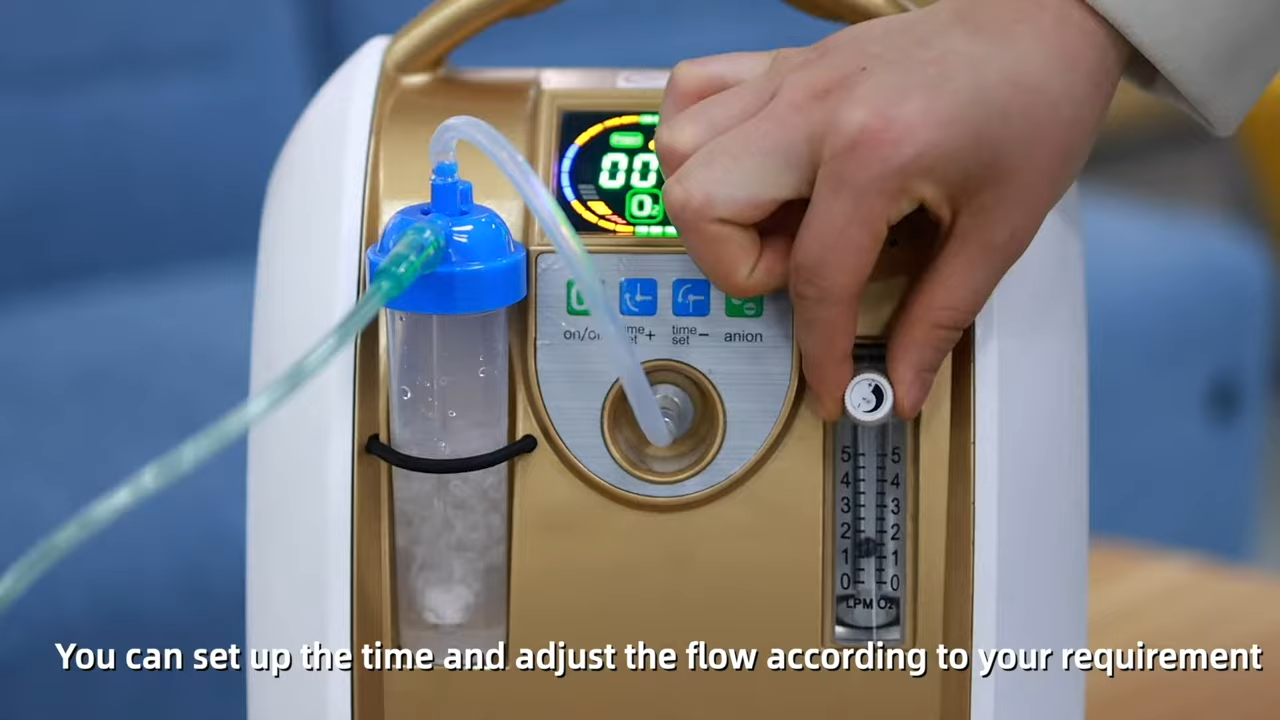 00
O₂
on/o
time set +
time set −
anion
5 5
4 4
3 3
2 2
1 1
0 0
LPM O₂
You can set up the time and adjust the flow according to your requirement